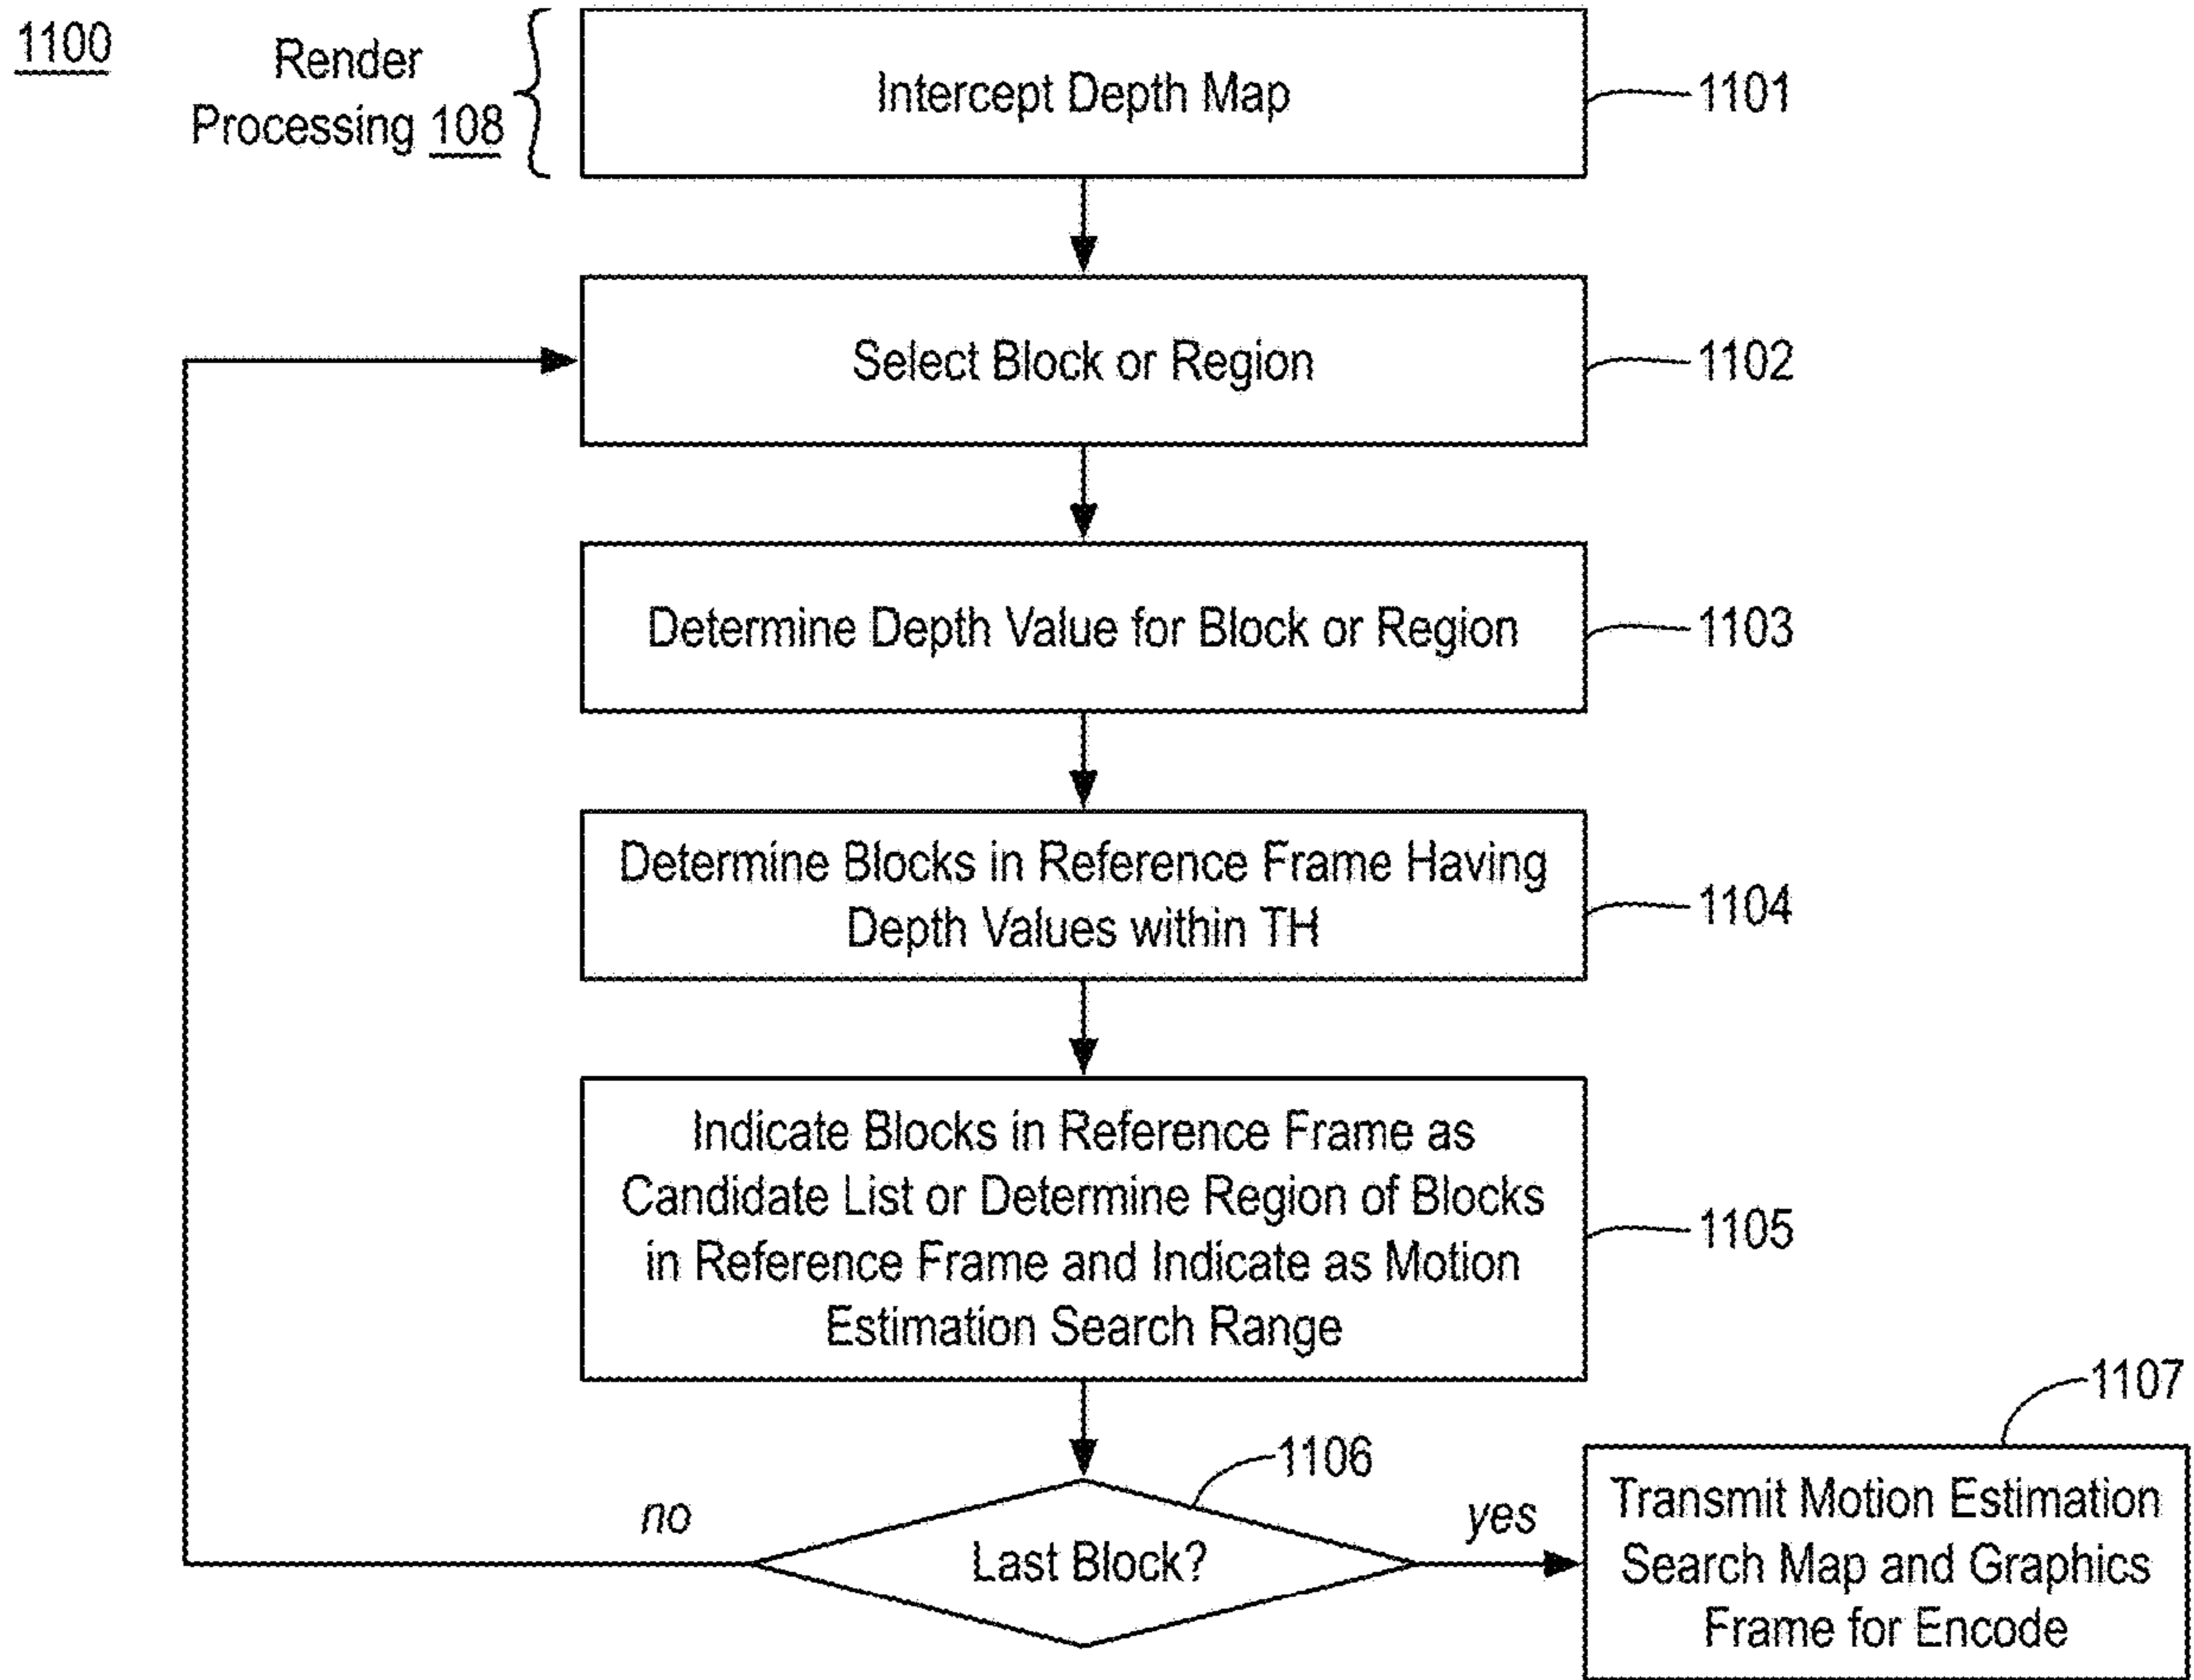 1100
Render
Processing 108
Intercept Depth Map
1101
Select Block or Region
1102
Determine Depth Value for Block or Region
1103
Determine Blocks in Reference Frame Having
Depth Values within TH
1104
Indicate Blocks in Reference Frame as
Candidate List or Determine Region of Blocks
in Reference Frame and Indicate as Motion
Estimation Search Range
1105
1106
Last Block?
no
yes
1107
Transmit Motion Estimation
Search Map and Graphics
Frame for Encode